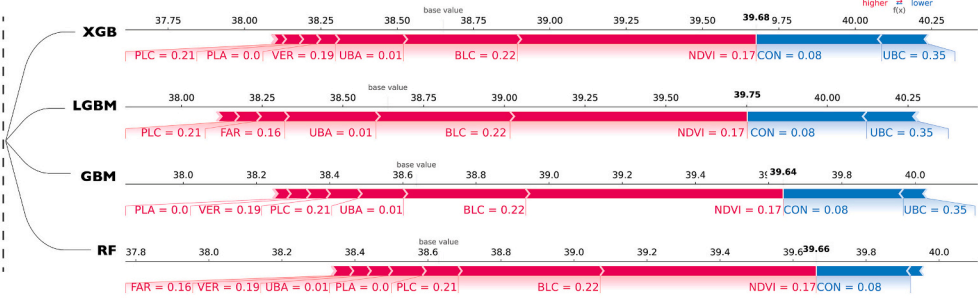 higher ⇄ lower
base value f(x)
XGB
37.75 38.00 38.25 38.50 38.75 39.00 39.25 39.50 39.68 9.75 40.00 40.25
PLC = 0.21 PLA = 0.0 VER = 0.19 UBA = 0.01 BLC = 0.22 NDVI = 0.17 CON = 0.08 UBC = 0.35
base value
LGBM
38.00 38.25 38.50 38.75 39.00 39.25 39.50 39.75 40.00 40.25
PLC = 0.21 FAR = 0.16 UBA = 0.01 BLC = 0.22 NDVI = 0.17 CON = 0.08 UBC = 0.35
base value
GBM
38.0 38.2 38.4 38.6 38.8 39.0 39.2 39.4 39.64 39.8 40.0
PLA = 0.0 VER = 0.19 PLC = 0.21 UBA = 0.01 BLC = 0.22 NDVI = 0.17 CON = 0.08 UBC = 0.35
base value
RF
37.8 38.0 38.2 38.4 38.6 38.8 39.0 39.2 39.4 39.6 39.66 39.8 40.0
FAR = 0.16 VER = 0.19 UBA = 0.01 PLA = 0.0 PLC = 0.21 BLC = 0.22 NDVI = 0.17 CON = 0.08